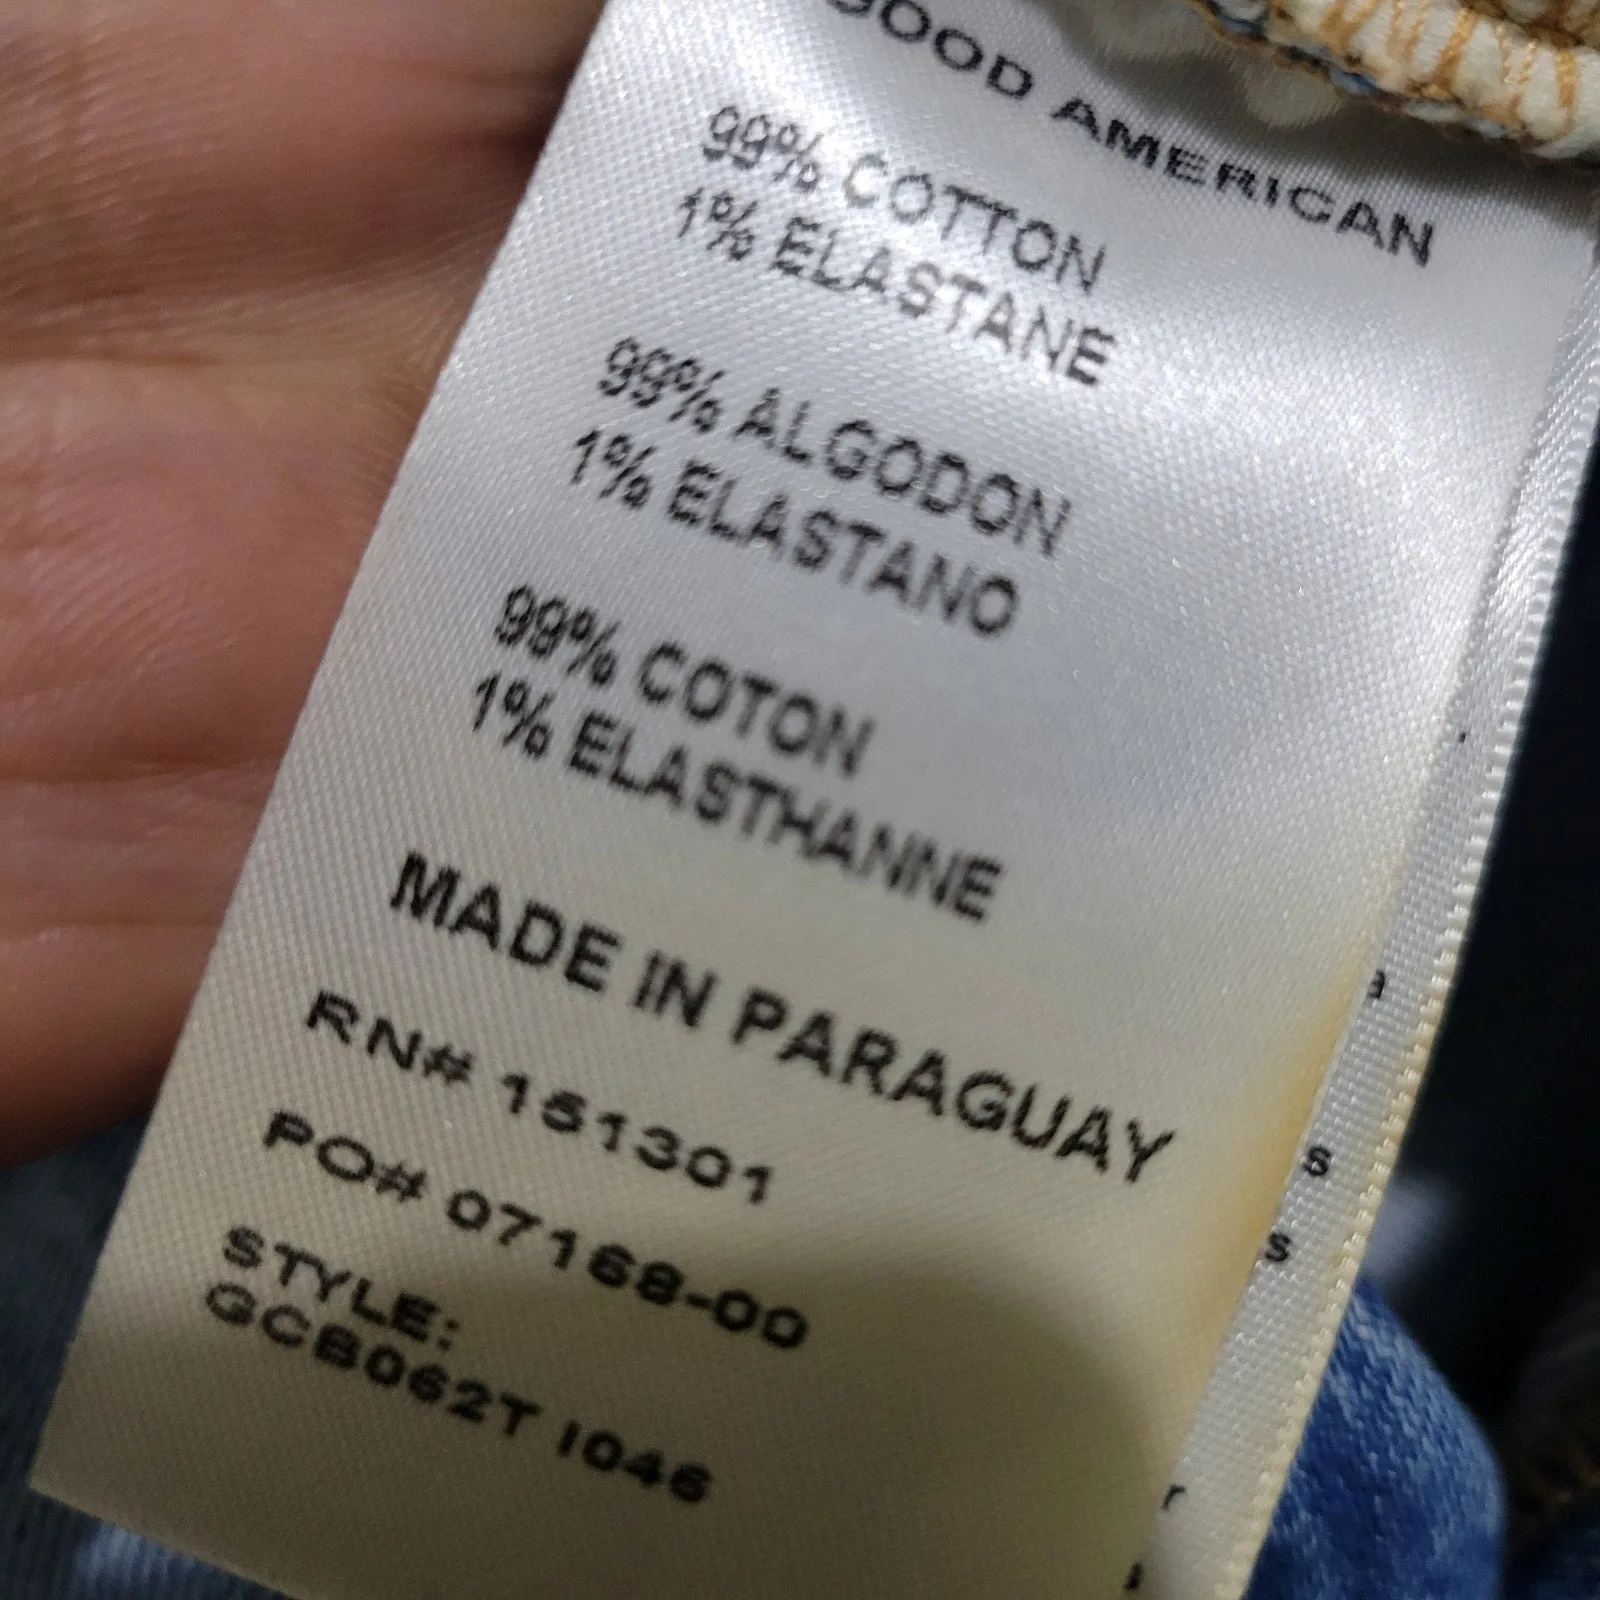 GOOD AMERICAN
99% COTTON
1% ELASTANE
99% ALGODON
1% ELASTANO
99% COTON
1% ELASTHANNE
MADE IN PARAGUAY
RN# 151301
PO# 07168-00
STYLE:
GCB062T I046